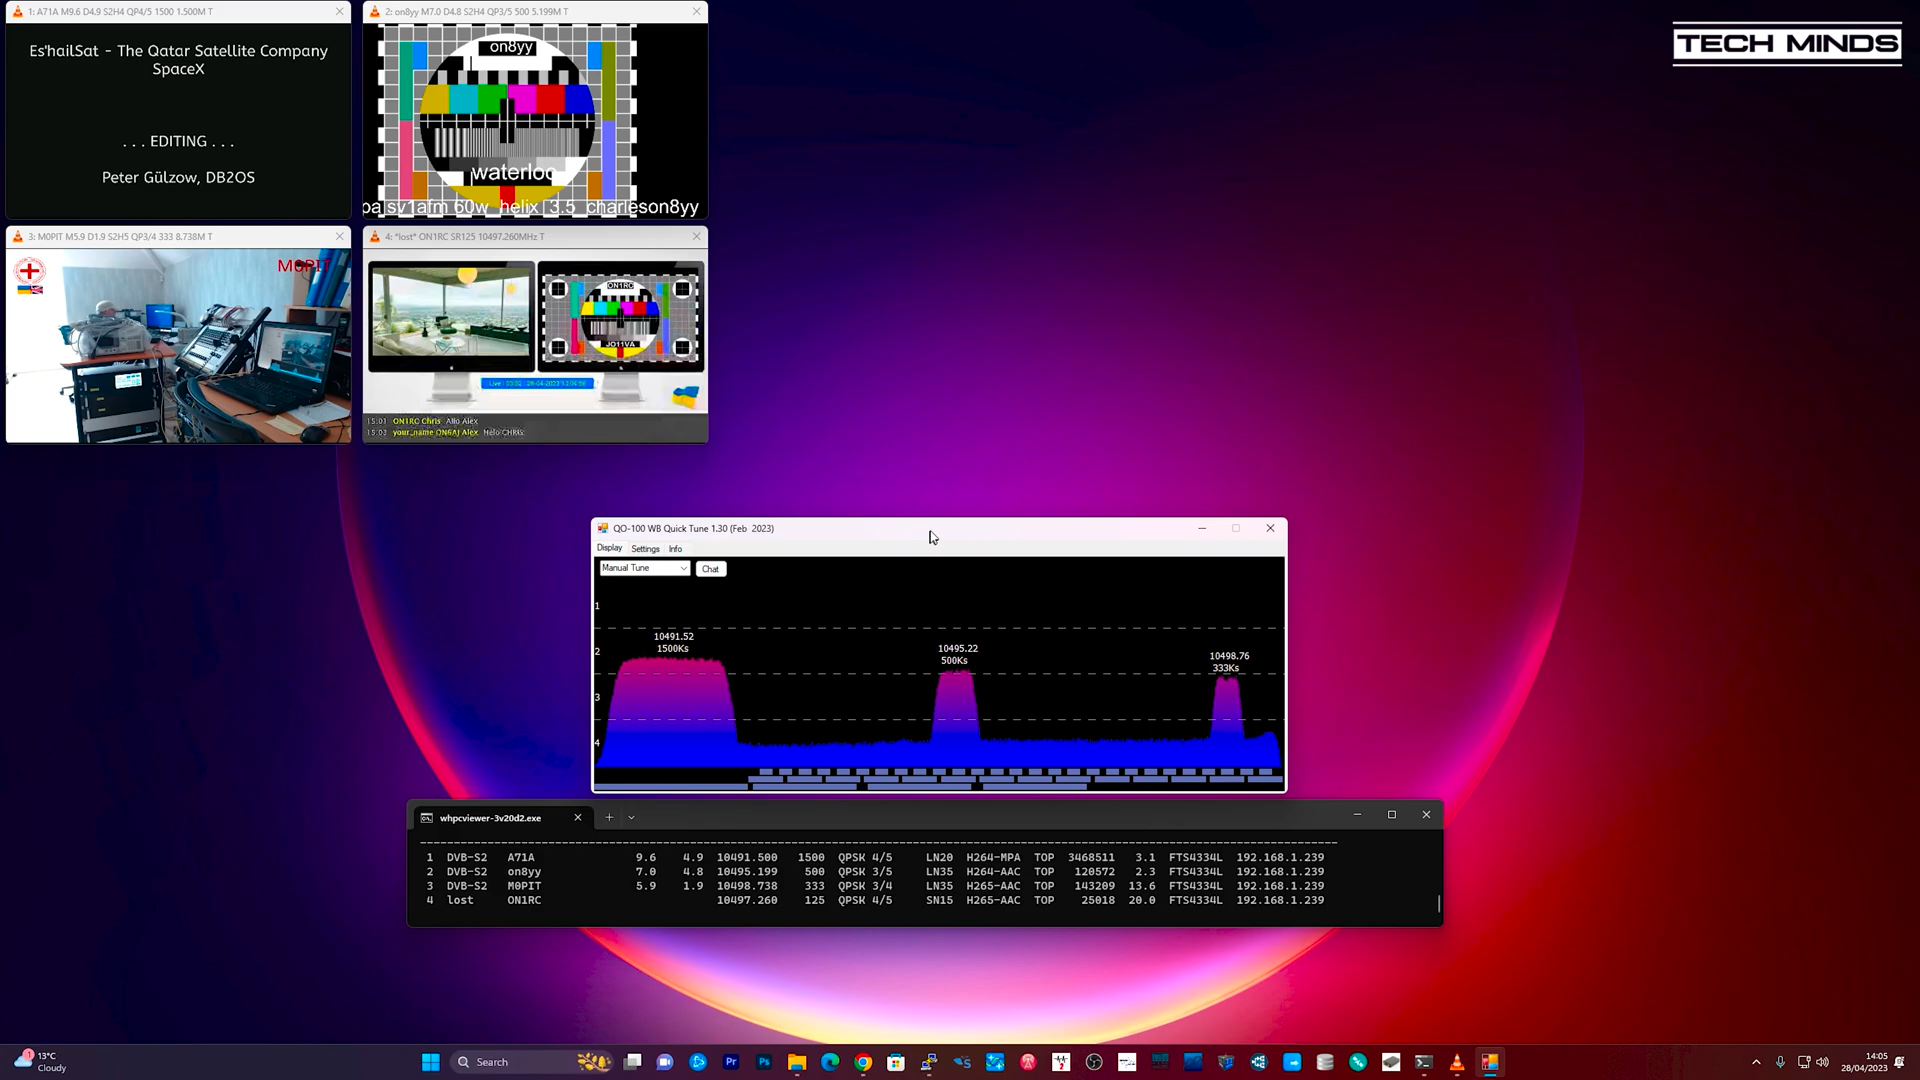 1: A71A M9.6 D4.9 S2H4 QP4/5 1500 1.500M T
Es'hailSat - The Qatar Satellite Company
SpaceX
. . . EDITING . . .
Peter Gülzow, DB2OS
2: on8yy M7.0 D4.8 S2H4 QP3/5 500 5.199M T
on8yy
waterloo
pa sv1afm 60w helix 3.5 charleson8yy
TECH MINDS
3: M0PIT M5.9 D1.9 S2H5 QP3/4 333 8.738M T
M0PIT
4: "lost" ON1RC SR125 10497.260MHz T
ON1RC
JO11VA
15:01 ON1RC Chris Allo Alex
15:03 your_name ON6AJ Alex Helo CHRIS:
QO-100 WB Quick Tune 1.30 (Feb 2023)
Display Settings Info
Manual Tune Chat
1
2
3
4
10491.52
1500Ks
10495.22
500Ks
10498.76
333Ks
whpcviewer-3v20d2.exe
1 DVB-S2 A71A 9.6 4.9 10491.500 1500 QPSK 4/5 LN20 H264-MPA TOP 3468511 3.1 FTS4334L 192.168.1.239
2 DVB-S2 on8yy 7.0 4.8 10495.199 500 QPSK 3/5 LN35 H264-AAC TOP 120572 2.3 FTS4334L 192.168.1.239
3 DVB-S2 M0PIT 5.9 1.9 10498.738 333 QPSK 3/4 LN35 H265-AAC TOP 143209 13.6 FTS4334L 192.168.1.239
4 lost ON1RC 10497.260 125 QPSK 4/5 SN15 H265-AAC TOP 25018 20.0 FTS4334L 192.168.1.239
1
13°C
Cloudy
Search
Pr
Ps
14:05
28/04/2023